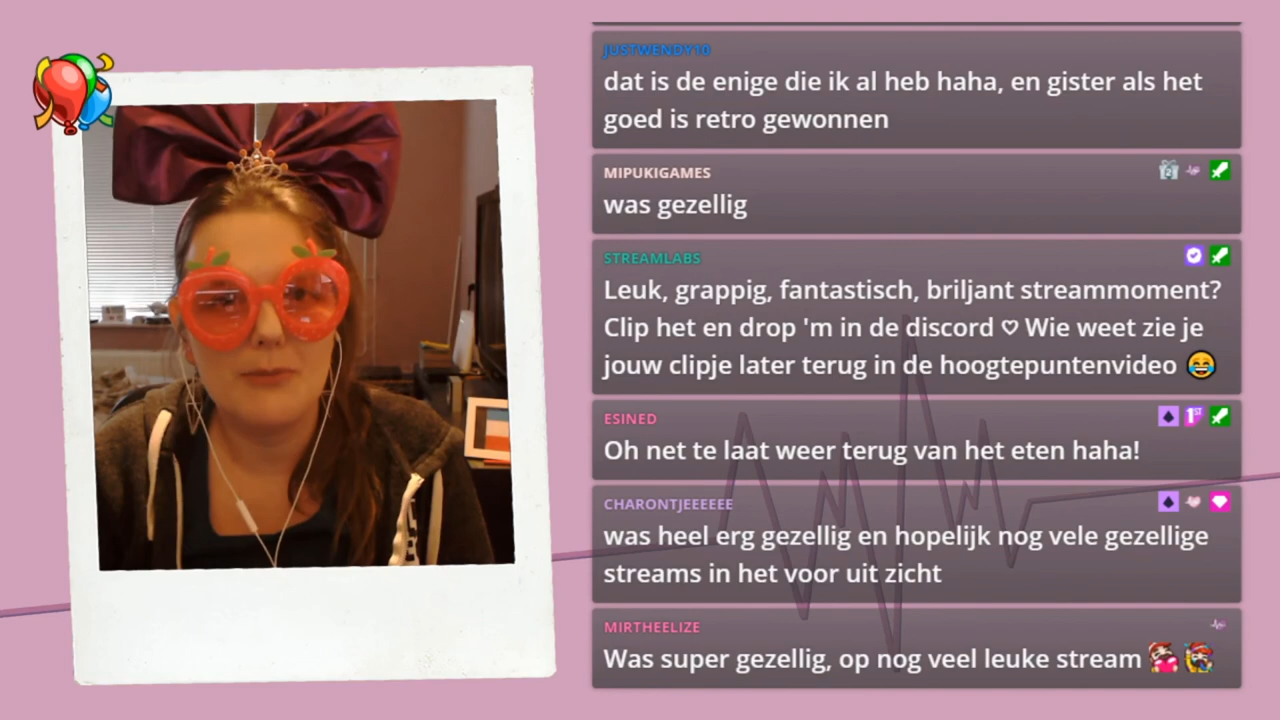 JUSTWENDY10
dat is de enige die ik al heb haha, en gister als het
goed is retro gewonnen
MIPUKIGAMES
was gezellig
STREAMLABS
Leuk, grappig, fantastisch, briljant streammoment?
Clip het en drop 'm in de discord ♡ Wie weet zie je
jouw clipje later terug in de hoogtepuntenvideo 😂
ESINED
Oh net te laat weer terug van het eten haha!
CHARONTJEEEEEE
was heel erg gezellig en hopelijk nog vele gezellige
streams in het voor uit zicht
MIRTHEELIZE
Was super gezellig, op nog veel leuke stream